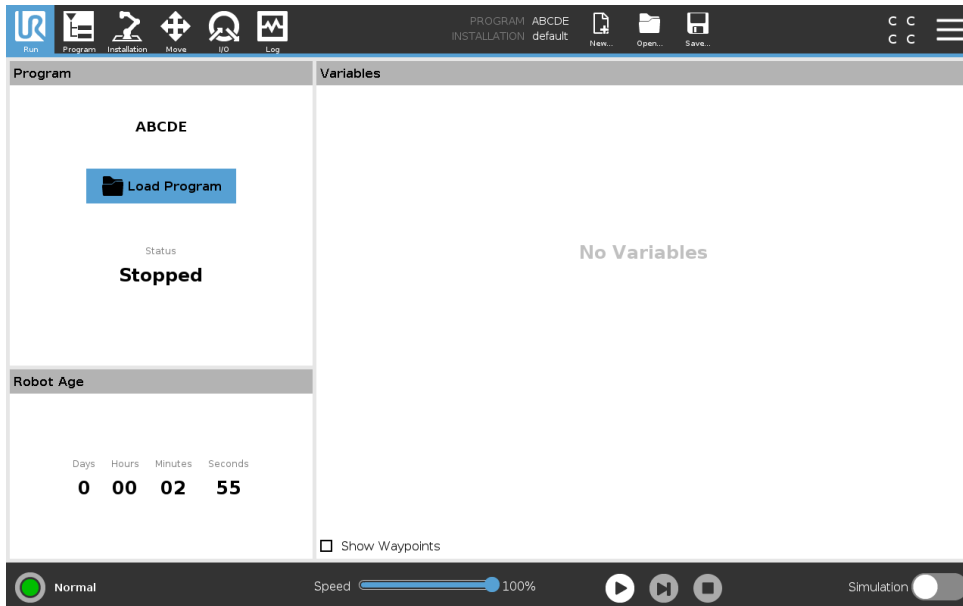 UR
Run
Program
Installation
Move
I/O
Log
PROGRAM ABCDE
INSTALLATION default
New...
Open...
Save...
C C
C C
Program
ABCDE
Load Program
Status
Stopped
Variables
No Variables
Show Waypoints
Robot Age
Days Hours Minutes Seconds
0 00 02 55
Normal
Speed 100%
Simulation